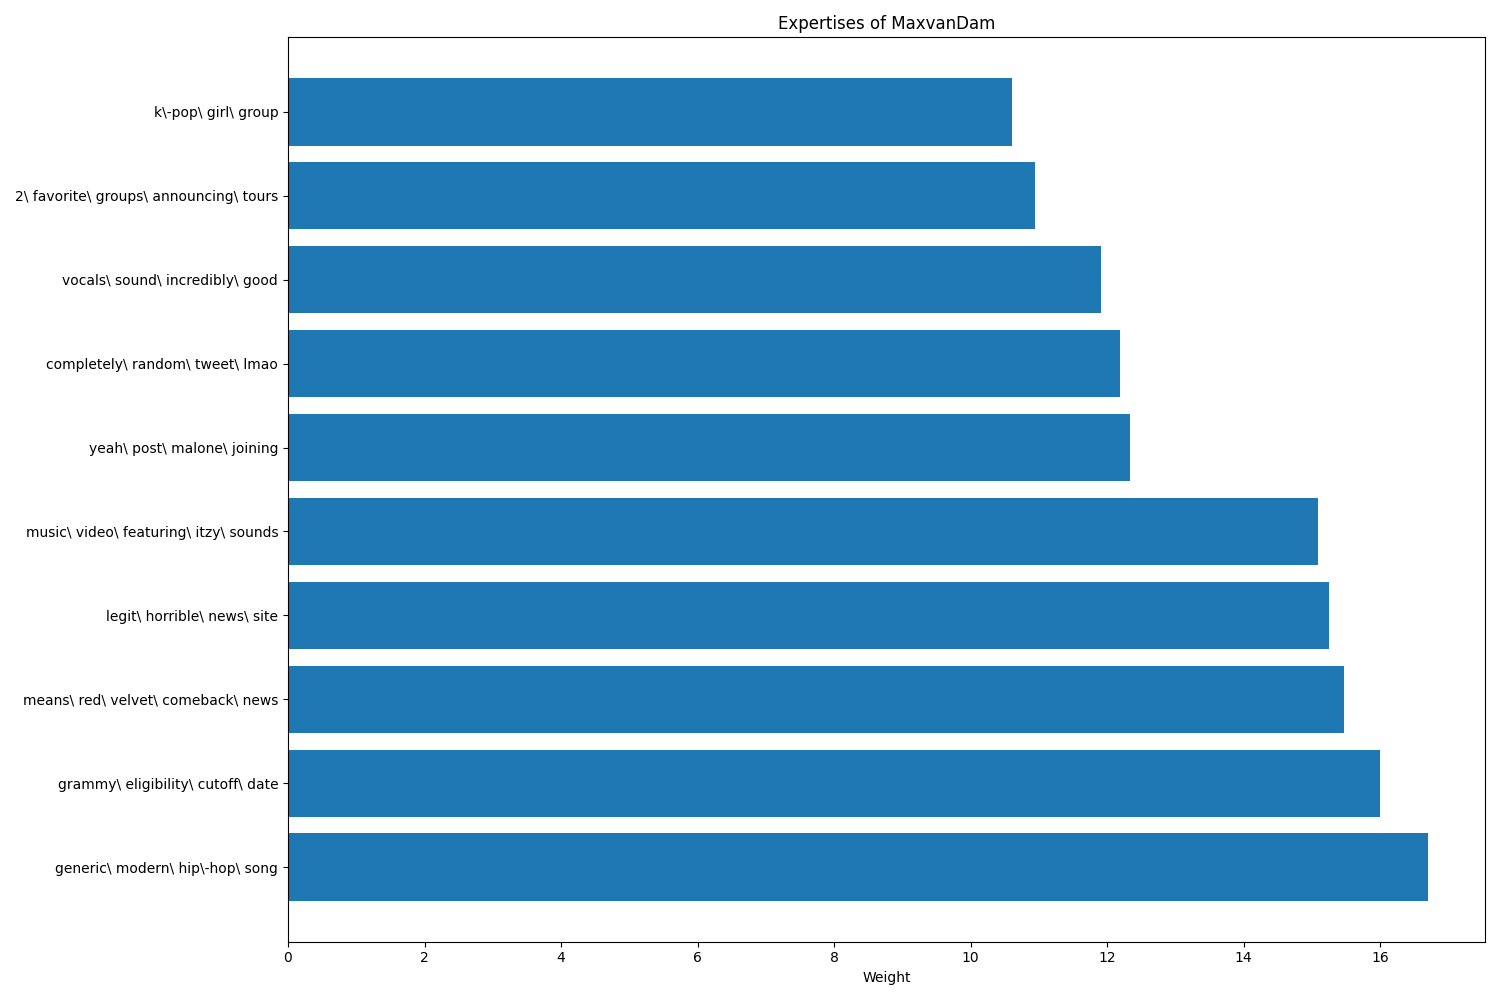 Expertises of MaxvanDam
k\-pop\ girl\ group
2\ favorite\ groups\ announcing\ tours
vocals\ sound\ incredibly\ good
completely\ random\ tweet\ lmao
yeah\ post\ malone\ joining
music\ video\ featuring\ itzy\ sounds
legit\ horrible\ news\ site
means\ red\ velvet\ comeback\ news
grammy\ eligibility\ cutoff\ date
generic\ modern\ hip\-hop\ song
0 2 4 6 8 10 12 14 16
Weight